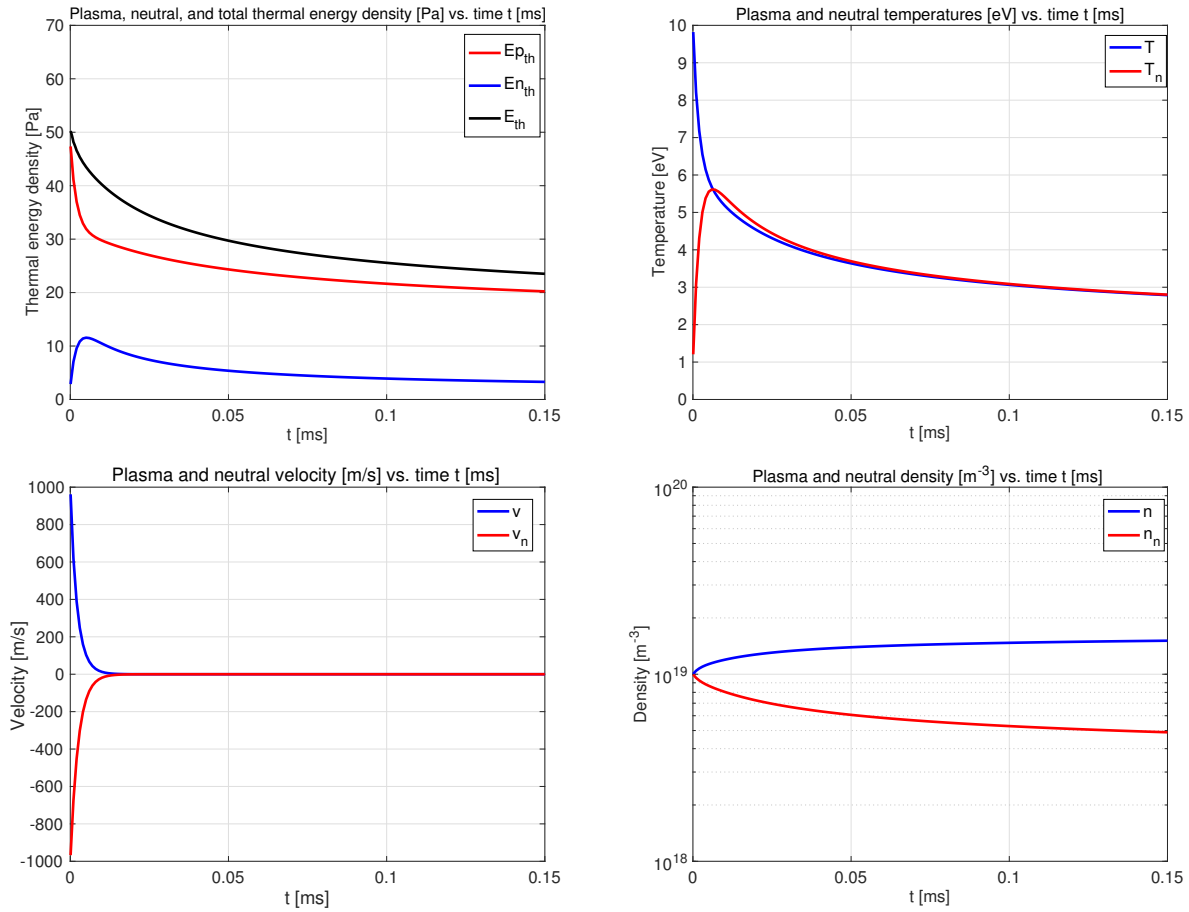 Plasma, neutral, and total thermal energy density [Pa] vs. time t [ms]
70
60
50
40
30
20
10
0
Thermal energy density [Pa]
Ep_th
En_th
E_th
0 0.05 0.1 0.15
t [ms]
Plasma and neutral temperatures [eV] vs. time t [ms]
10
9
8
7
6
5
4
3
2
1
0
Temperature [eV]
T
T_n
0 0.05 0.1 0.15
t [ms]
Plasma and neutral velocity [m/s] vs. time t [ms]
1000
800
600
400
200
0
-200
-400
-600
-800
-1000
Velocity [m/s]
v
v_n
0 0.05 0.1 0.15
t [ms]
Plasma and neutral density [m^-3] vs. time t [ms]
10^20
10^19
10^18
Density [m^-3]
n
n_n
0 0.05 0.1 0.15
t [ms]